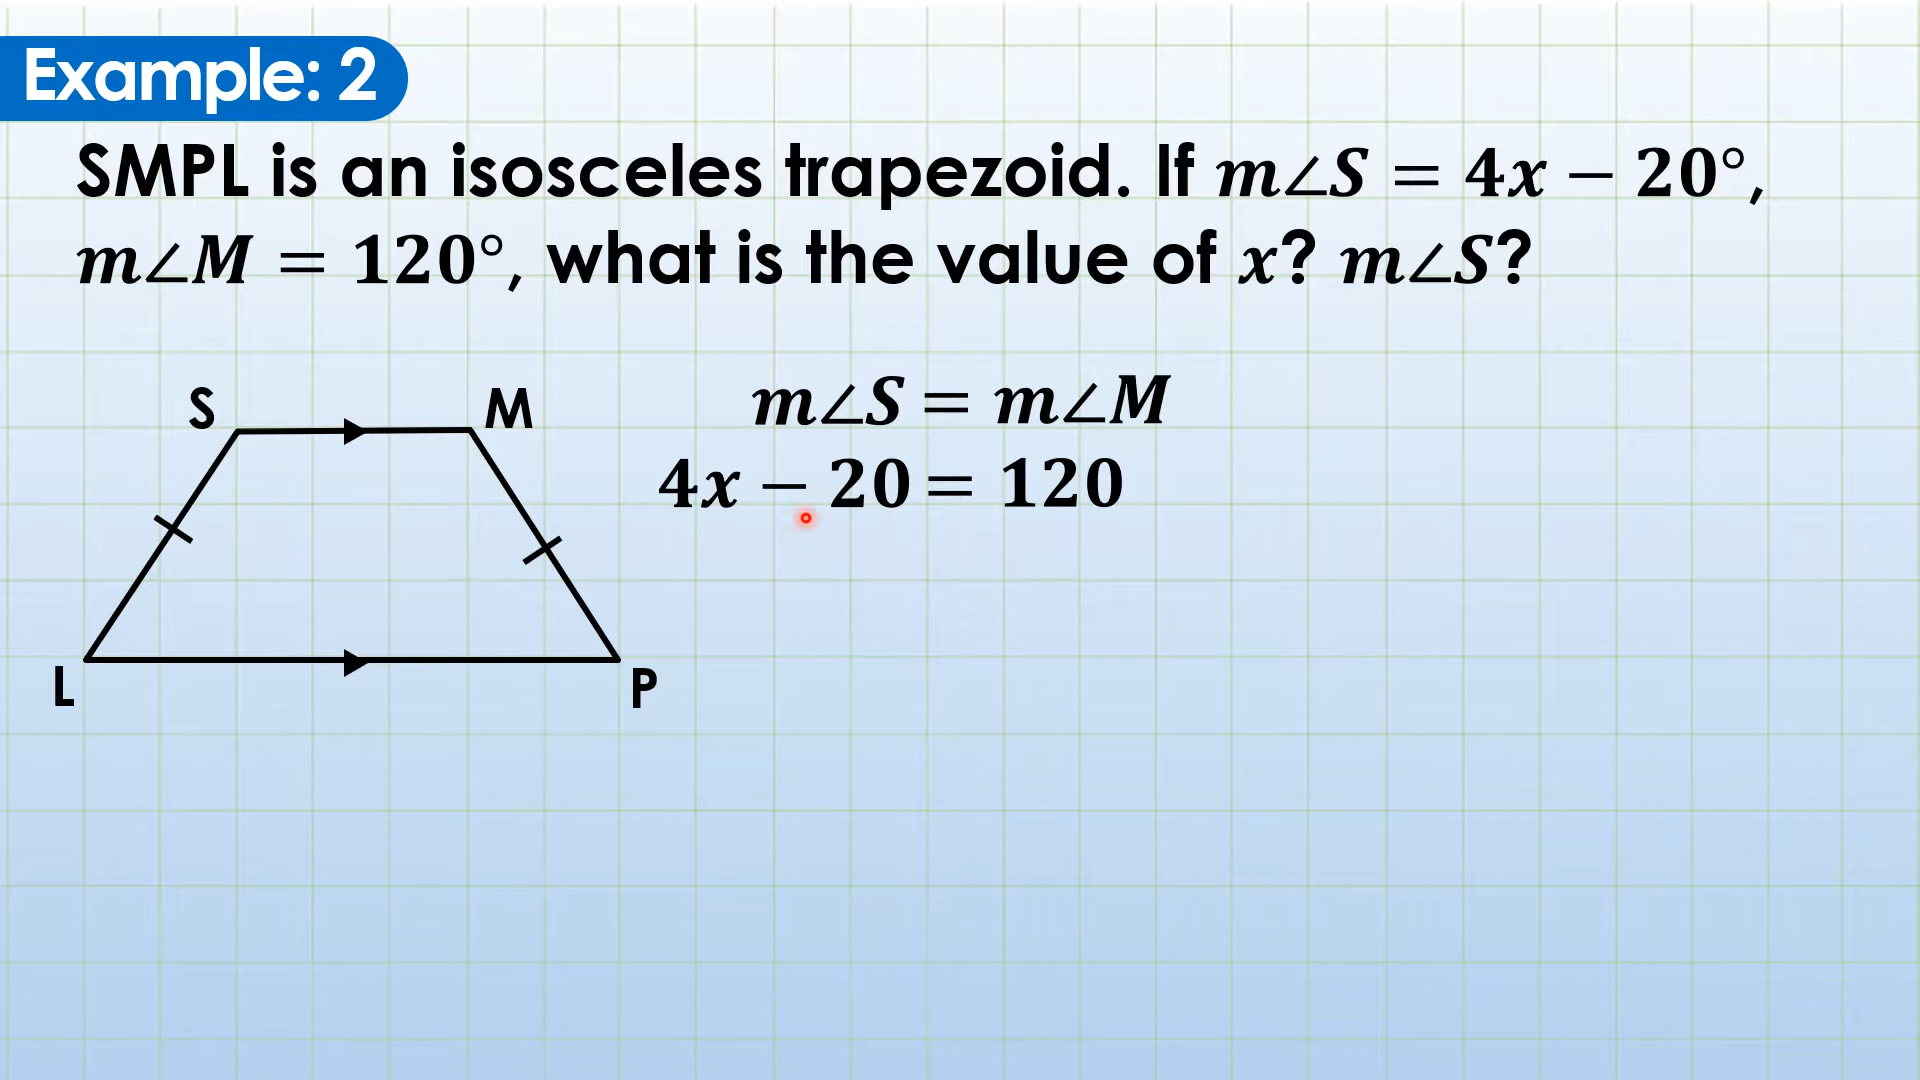 Example: 2
SMPL is an isosceles trapezoid. If m∠S = 4x − 20°,
m∠M = 120°, what is the value of x? m∠S?
S
M
m∠S = m∠M
4x − 20 = 120
L
P